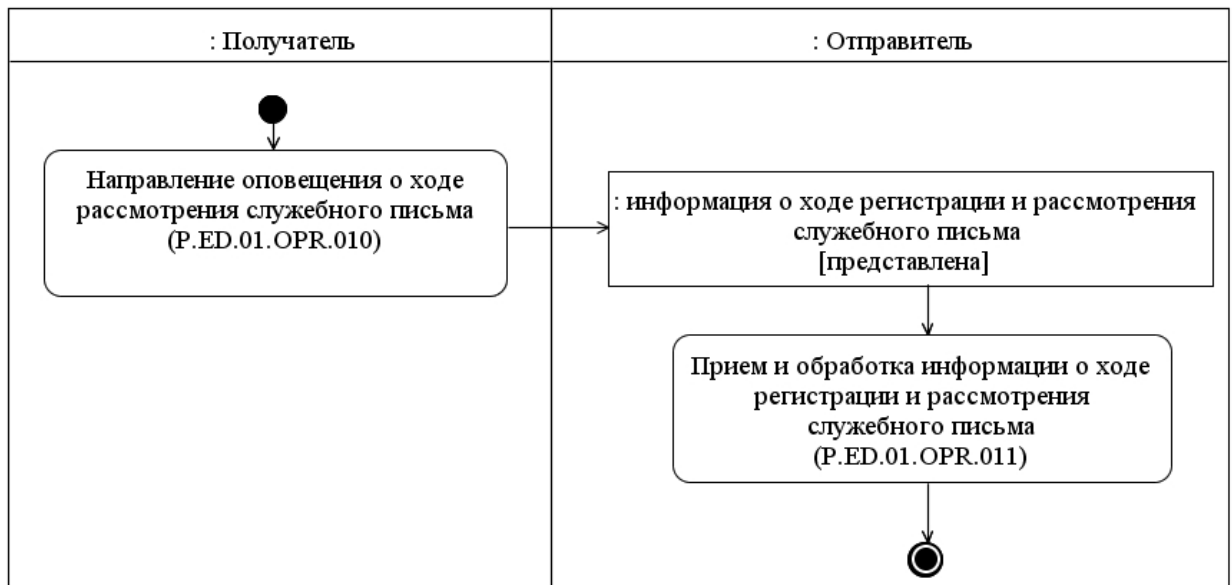 : Получатель
: Отправитель
Направление оповещения о ходе
рассмотрения служебного письма
(P.ED.01.OPR.010)
: информация о ходе регистрации и рассмотрения
служебного письма
[представлена]
Прием и обработка информации о ходе
регистрации и рассмотрения
служебного письма
(P.ED.01.OPR.011)